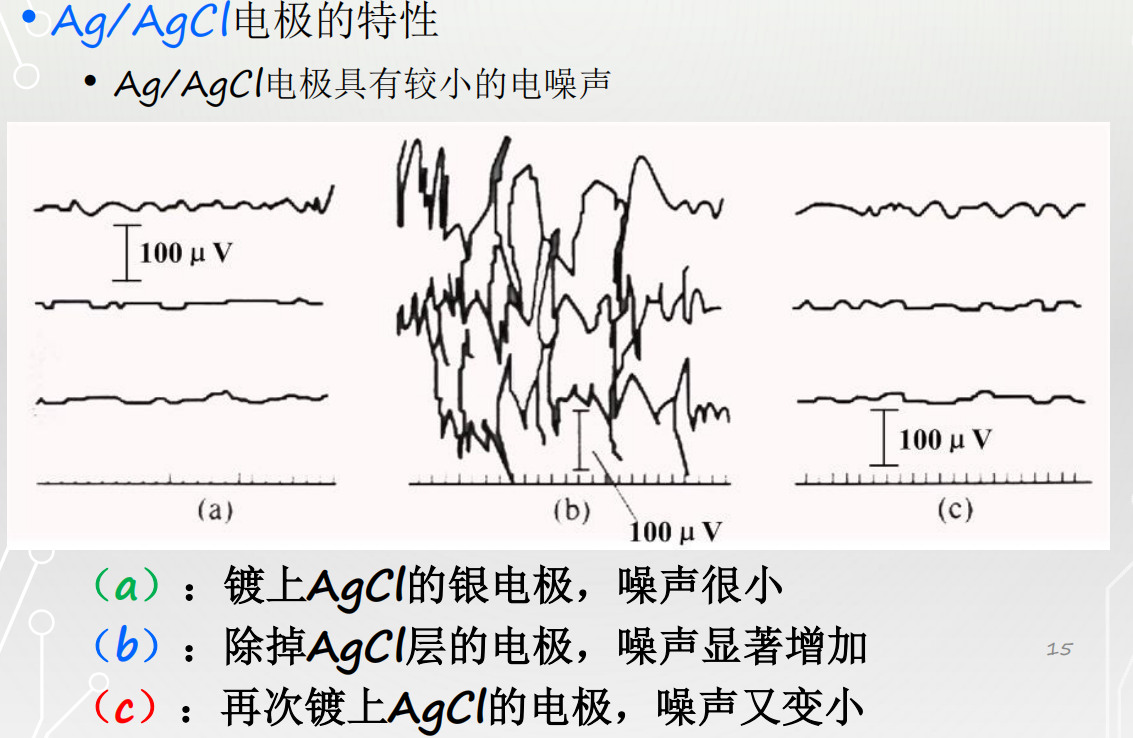 • Ag/AgCl电极的特性
• Ag/AgCl电极具有较小的电噪声
100 μ V
100 μ V
100 μ V
(a)
(b)
(c)
（a）：镀上AgCl的银电极，噪声很小
（b）：除掉AgCl层的电极，噪声显著增加
15
（c）：再次镀上AgCl的电极，噪声又变小